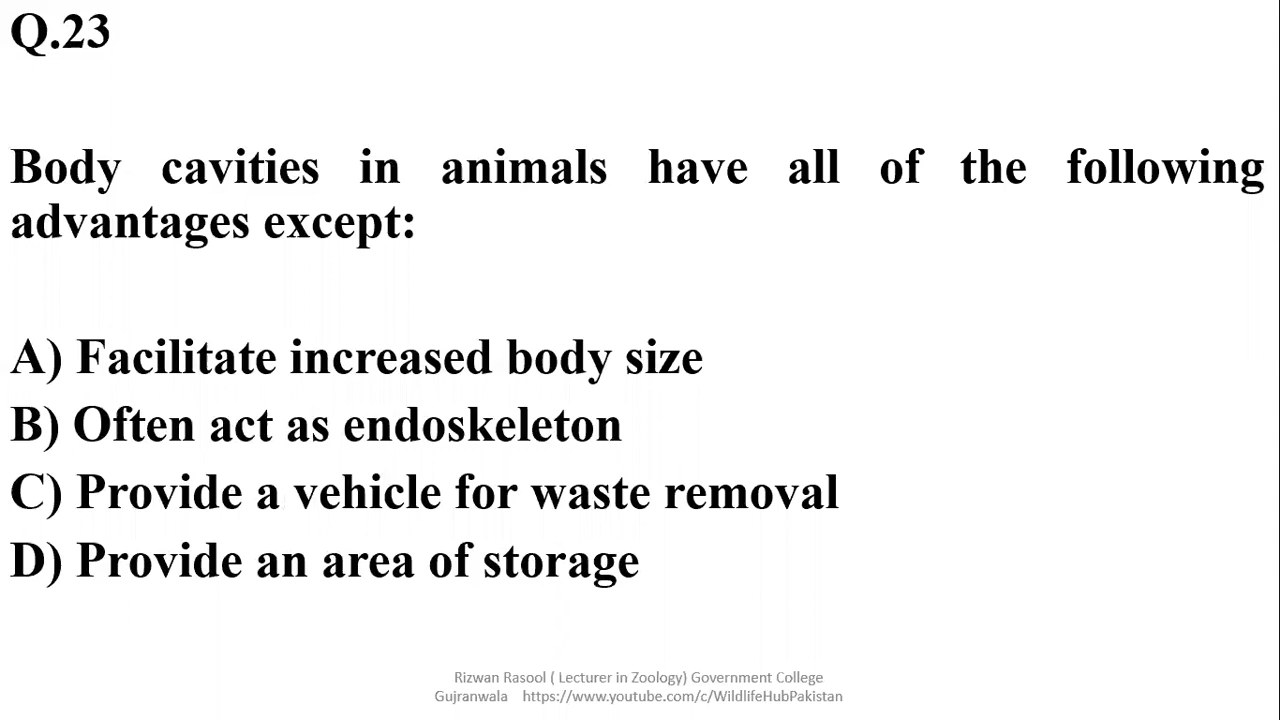 Q.23
Body cavities in animals have all of the following
advantages except:
A) Facilitate increased body size
B) Often act as endoskeleton
C) Provide a vehicle for waste removal
D) Provide an area of storage
Rizwan Rasool ( Lecturer in Zoology) Government College
Gujranwala https://www.youtube.com/c/WildlifeHubPakistan